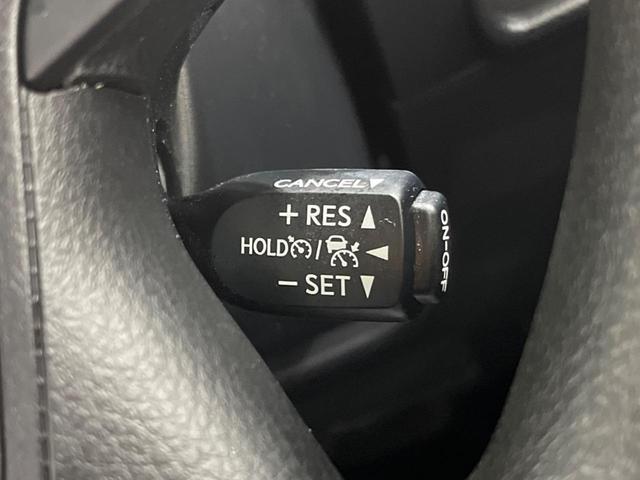 CANCEL▼
+ RES ▲
HOLD / ◀
− SET ▼
ON-OFF